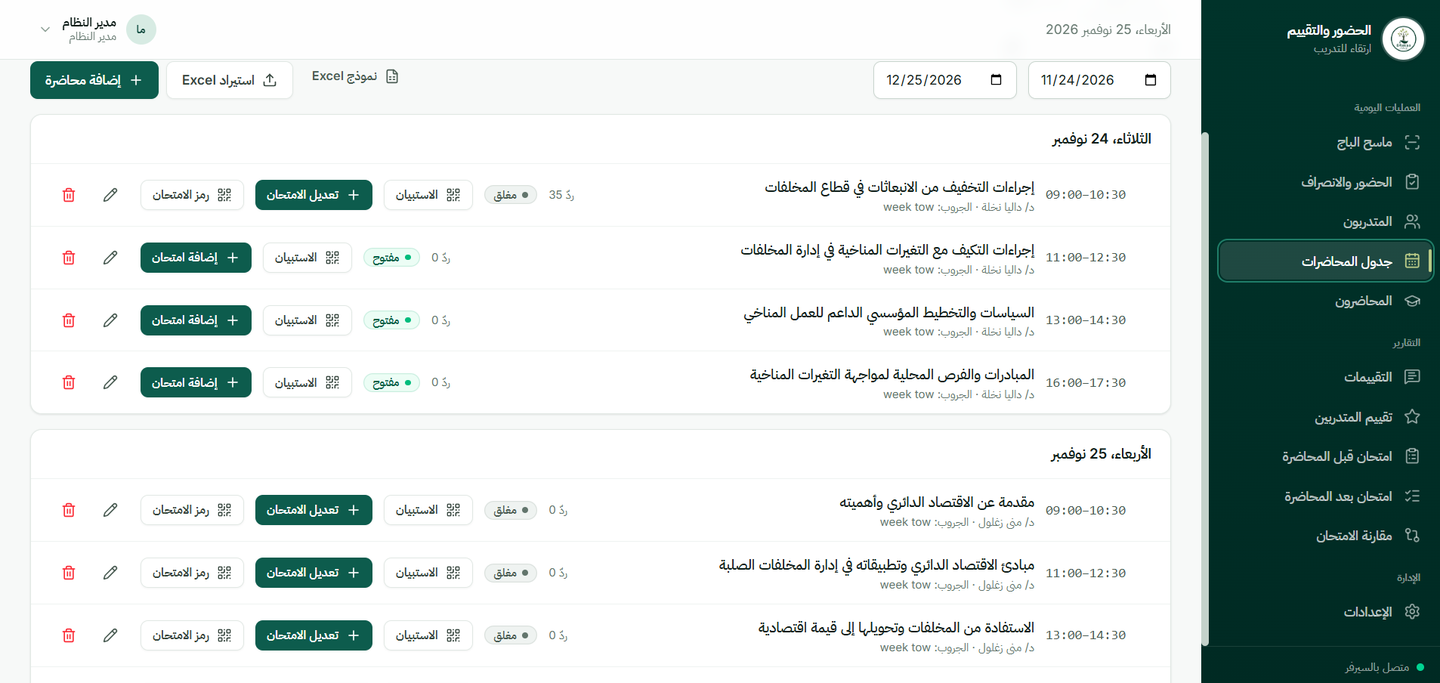 الحضور والتقييم
ارتقاء للتدريب
العمليات اليومية
ماسح الباج
الحضور والانصراف
المتدربون
جدول المحاضرات
المحاضرون
التقارير
التقييمات
تقييم المتدربين
امتحان قبل المحاضرة
امتحان بعد المحاضرة
مقارنة الامتحان
الإدارة
الإعدادات
متصل بالسيرفر
الأربعاء، 25 نوفمبر 2026
ما
مدير النظام
مدير النظام
11/24/2026
12/25/2026
نموذج Excel
استيراد Excel
إضافة محاضرة
الثلاثاء، 24 نوفمبر
09:00–10:30 إجراءات التخفيف من الانبعاثات في قطاع المخلفات 35 ردّ مغلق الاستبيان تعديل الامتحان رمز الامتحان
د/ داليا نخلة · الجروب: week tow
11:00–12:30 إجراءات التكيف مع التغيرات المناخية في إدارة المخلفات 0 ردّ مفتوح الاستبيان إضافة امتحان
د/ داليا نخلة · الجروب: week tow
13:00–14:30 السياسات والتخطيط المؤسسي الداعم للعمل المناخي 0 ردّ مفتوح الاستبيان إضافة امتحان
د/ داليا نخلة · الجروب: week tow
16:00–17:30 المبادرات والفرص المحلية لمواجهة التغيرات المناخية 0 ردّ مفتوح الاستبيان إضافة امتحان
د/ داليا نخلة · الجروب: week tow
الأربعاء، 25 نوفمبر
09:00–10:30 مقدمة عن الاقتصاد الدائري وأهميته 0 ردّ مغلق الاستبيان تعديل الامتحان رمز الامتحان
د/ منى زغلول · الجروب: week tow
11:00–12:30 مبادئ الاقتصاد الدائري وتطبيقاته في إدارة المخلفات الصلبة 0 ردّ مغلق الاستبيان تعديل الامتحان رمز الامتحان
د/ منى زغلول · الجروب: week tow
13:00–14:30 الاستفادة من المخلفات وتحويلها إلى قيمة اقتصادية 0 ردّ مغلق الاستبيان تعديل الامتحان رمز الامتحان
د/ منى زغلول · الجروب: week tow